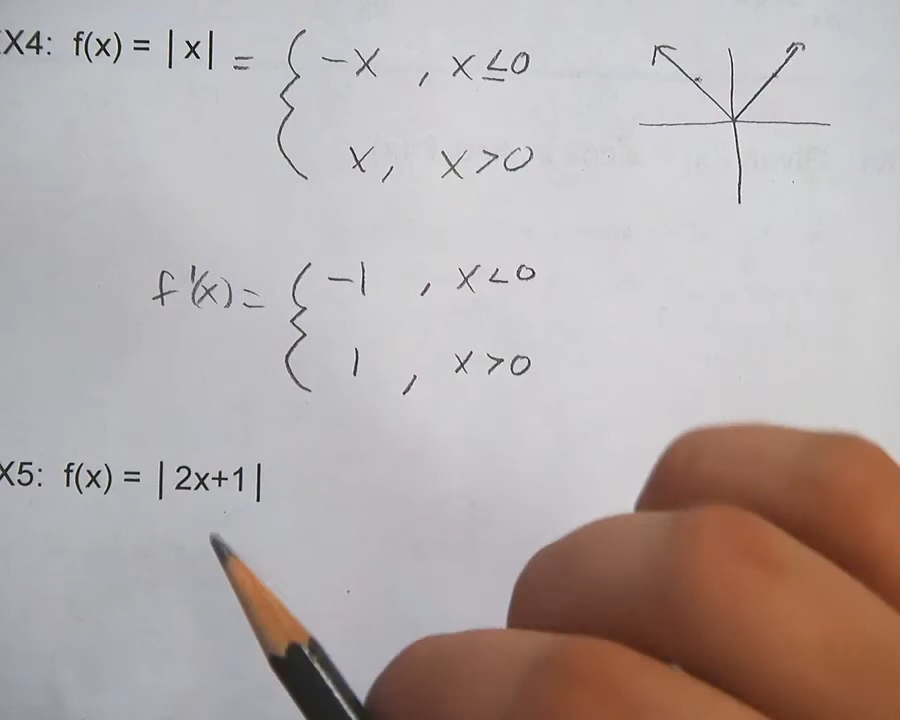 X4: f(x) = |x| = { -x , x ≤ 0
x, x > 0
f'(x) = { -1 , x < 0
1 , x > 0
X5: f(x) = | 2x+1 |